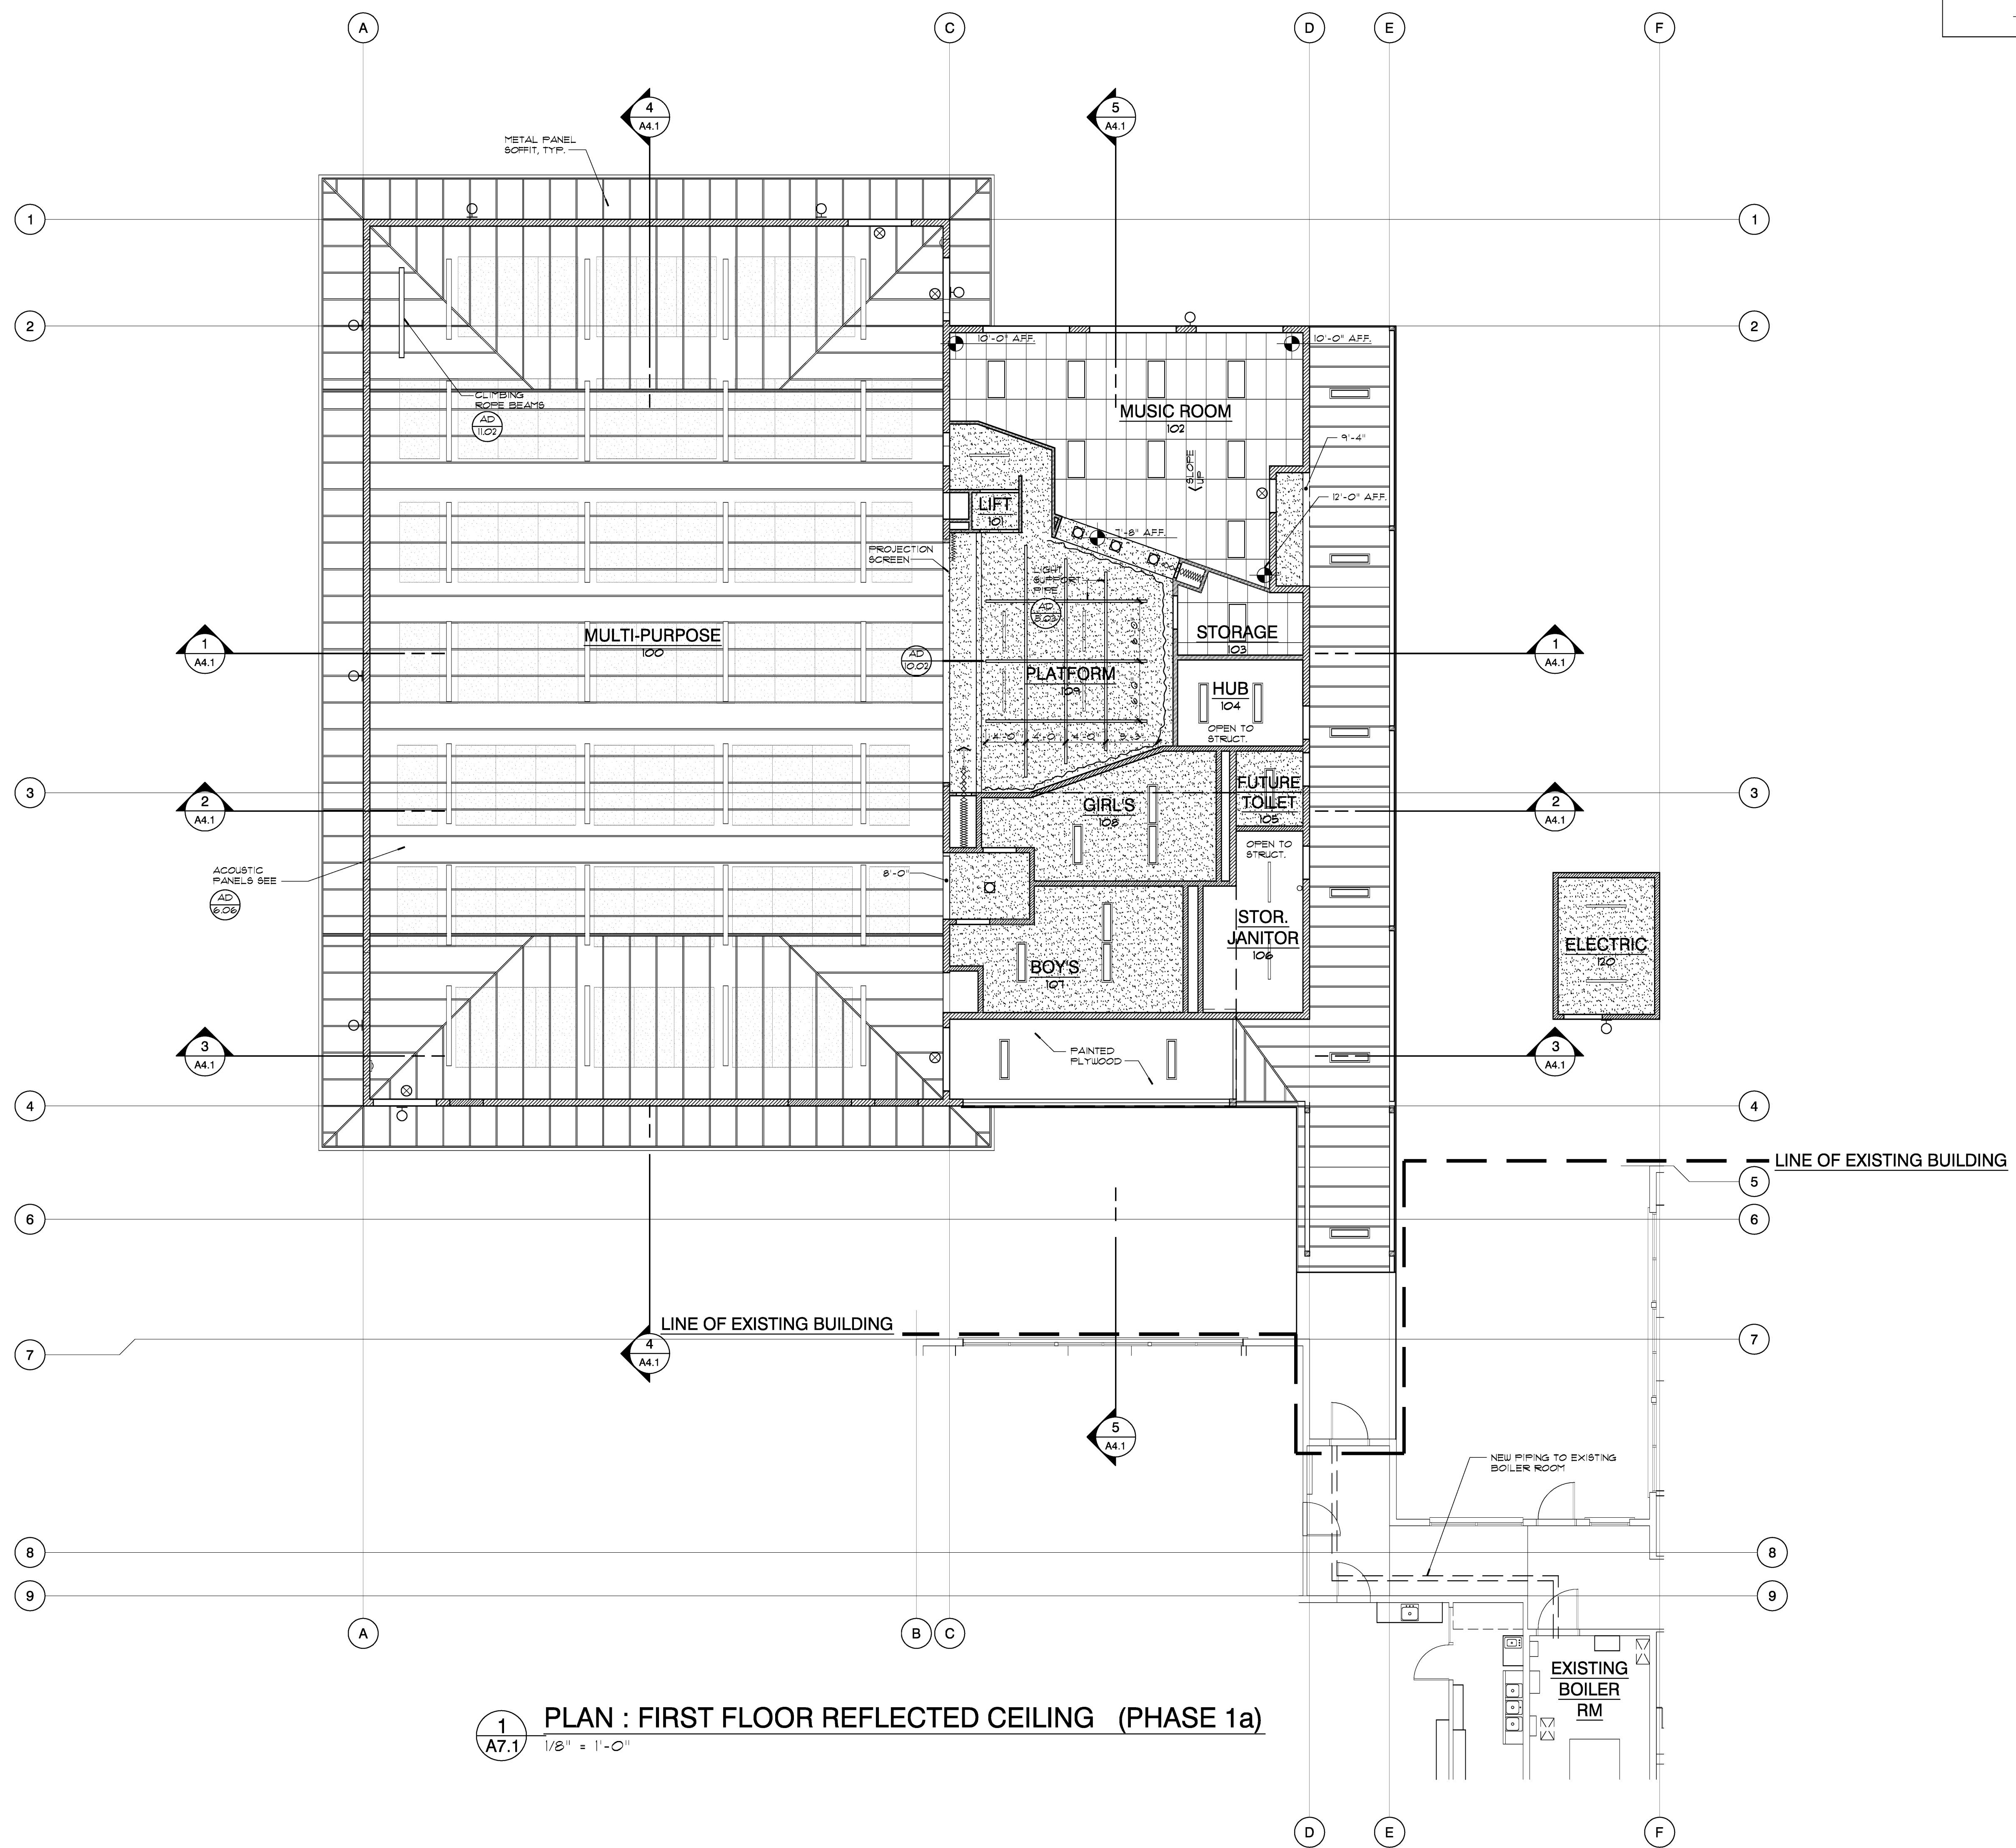 A
C
D
E
F
4
A4.1
5
A4.1
METAL PANEL
SOFFIT, TYP.
1
1
2
2
10'-0" A.F.F.
10'-0" A.F.F.
CLIMBING
ROPE BEAMS
AD
11.02
MUSIC ROOM
102
SLOPE
UP
9'-4"
12'-0" A.F.F.
LIFT
101
7'-8" A.F.F.
PROJECTION
SCREEN
LIGHT
SUPPORT
PIPE
AD
MULTI-PURPOSE
100
STORAGE
103
1
A4.1
AD
10.02
1
A4.1
PLATFORM
109
HUB
104
OPEN TO
STRUCT.
4'-0"
4'-0"
4'-0"
3
2
A4.1
GIRL'S
108
FUTURE
TOILET
105
2
A4.1
3
OPEN TO
STRUCT.
ACOUSTIC
PANELS SEE
AD
6.06
8'-0"
STOR.
JANITOR
106
ELECTRIC
120
BOY'S
107
3
A4.1
PAINTED
PLYWOOD
3
A4.1
4
4
LINE OF EXISTING BUILDING
5
6
6
LINE OF EXISTING BUILDING
7
7
4
A4.1
5
A4.1
NEW PIPING TO EXISTING
BOILER ROOM
8
8
9
9
A
B
C
EXISTING
BOILER
RM
1
A7.1
PLAN : FIRST FLOOR REFLECTED CEILING (PHASE 1a)
1/8" = 1'-0"
D
E
F